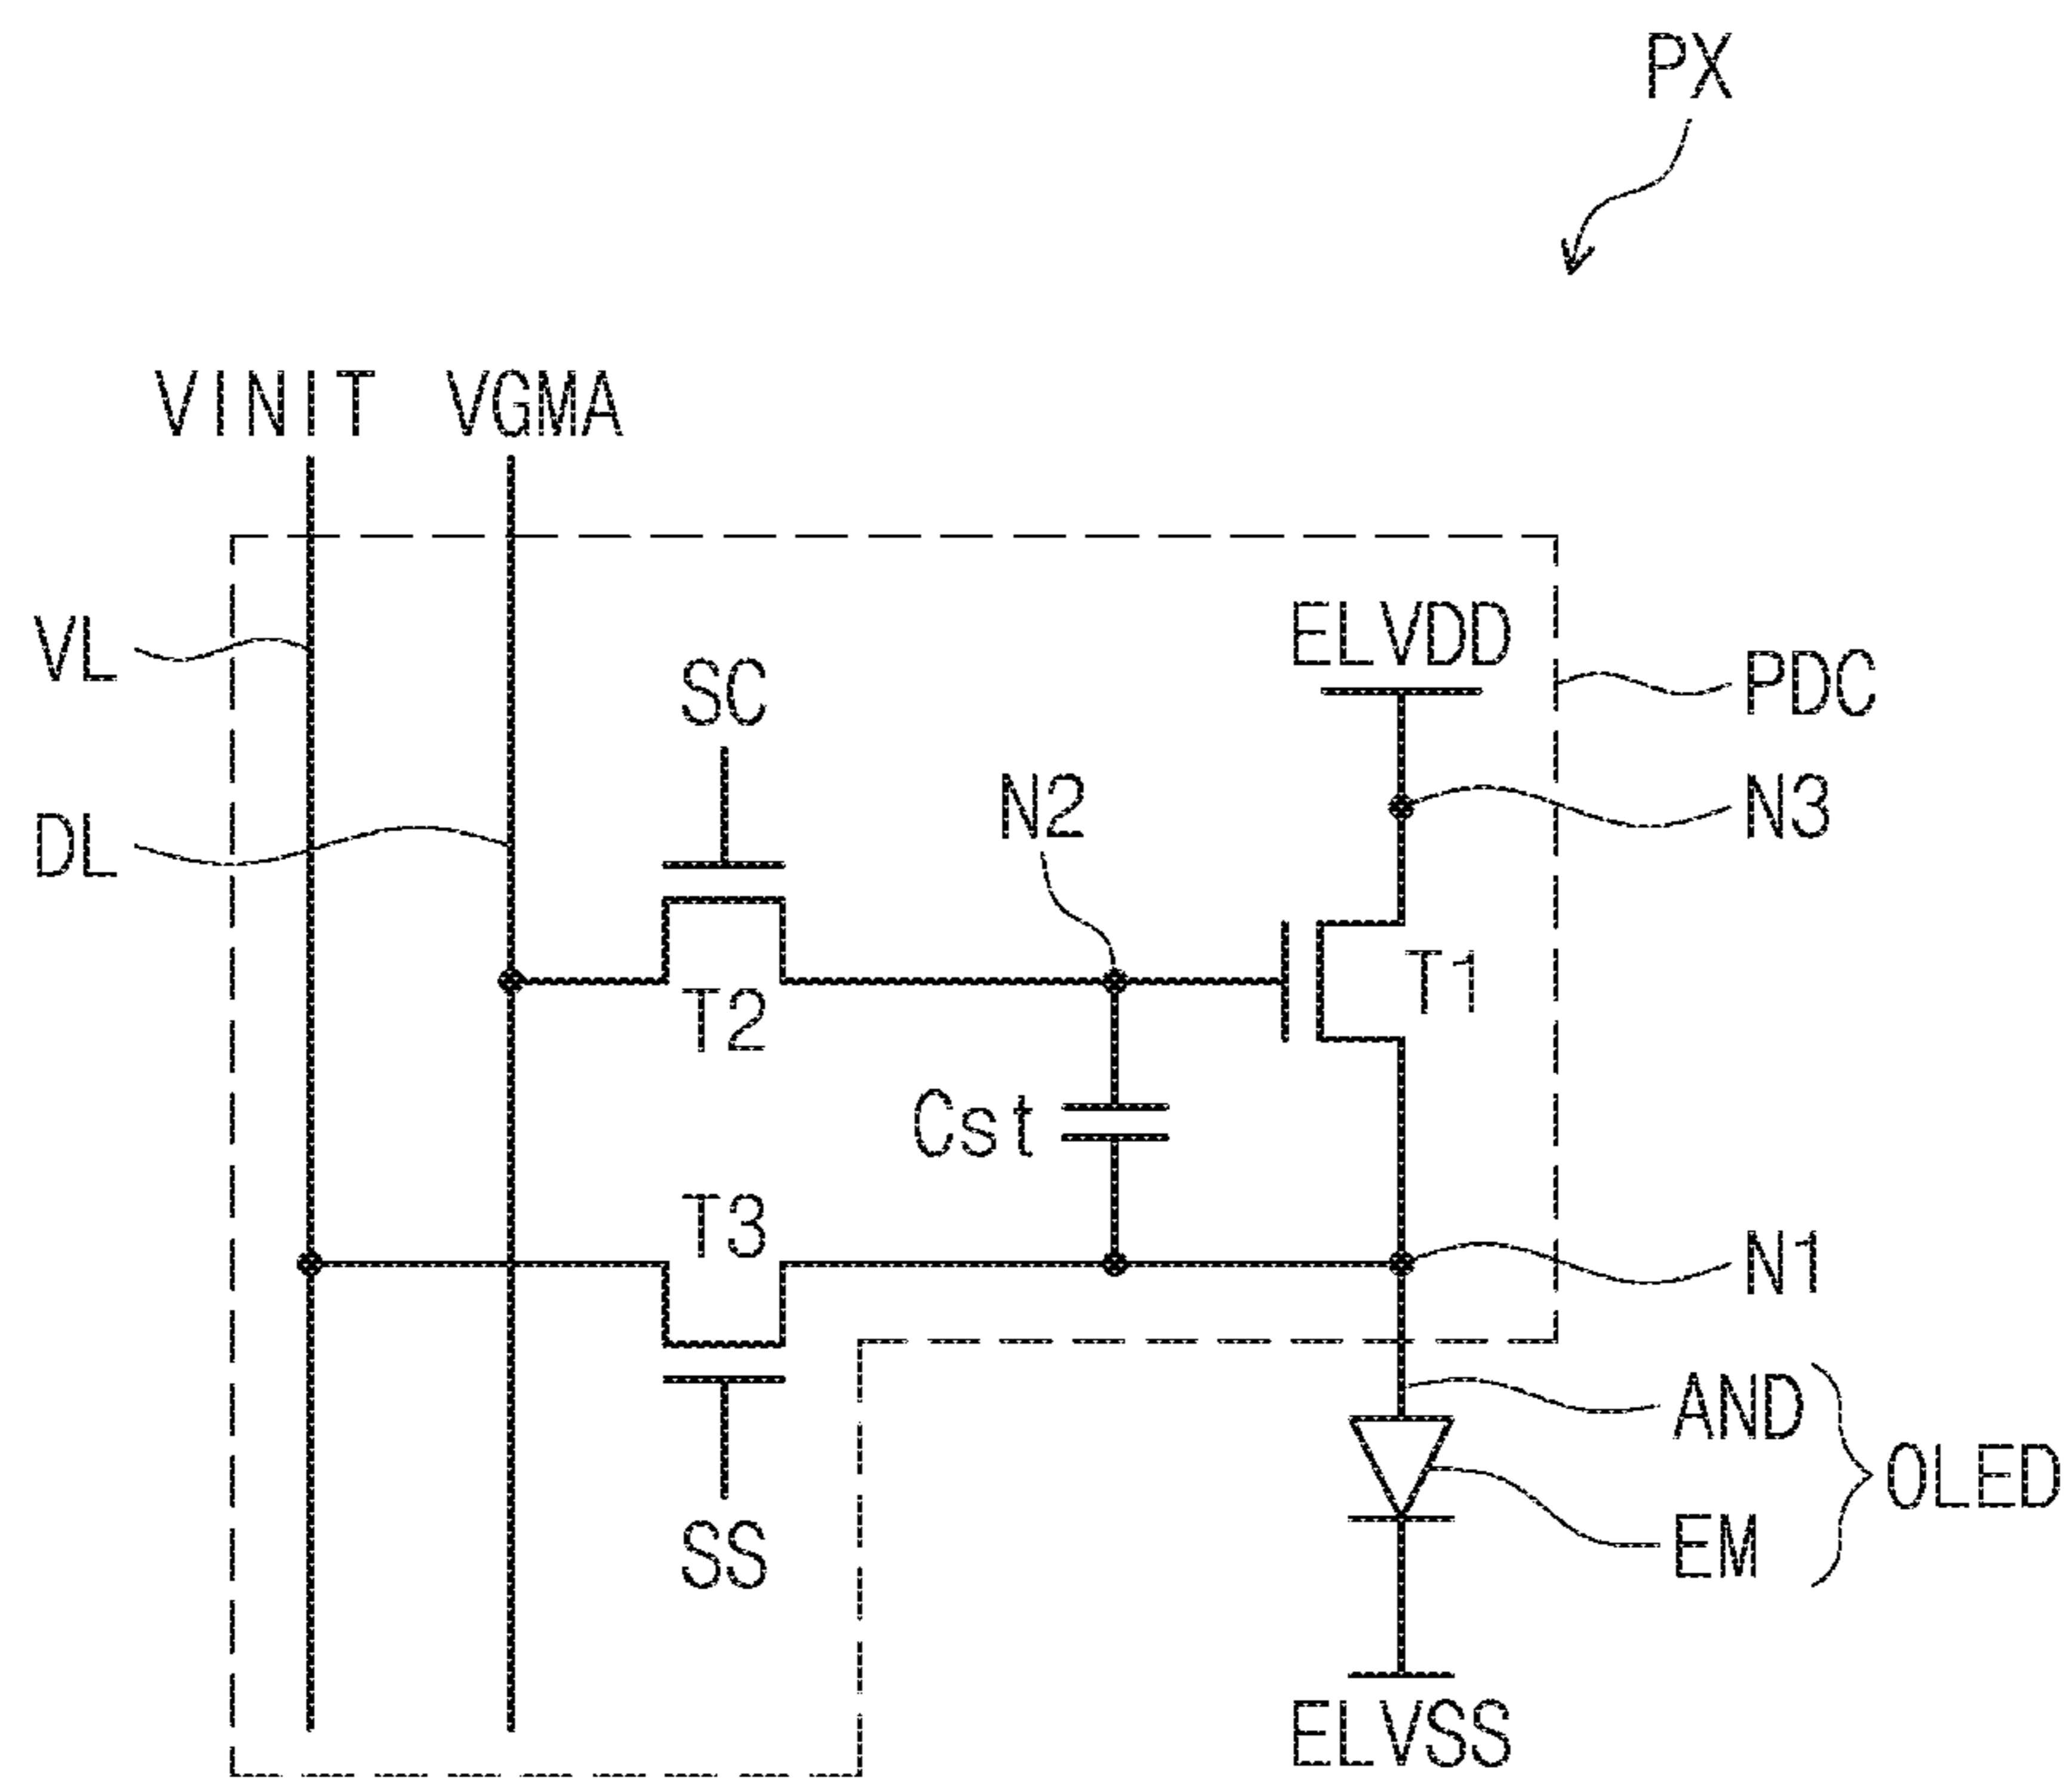 PX
VINIT VGMA
ELVDD
VL
SC
PDC
N2
N3
DL
T1
T2
Cst
T3
N1
AND
OLED
EM
SS
ELVSS